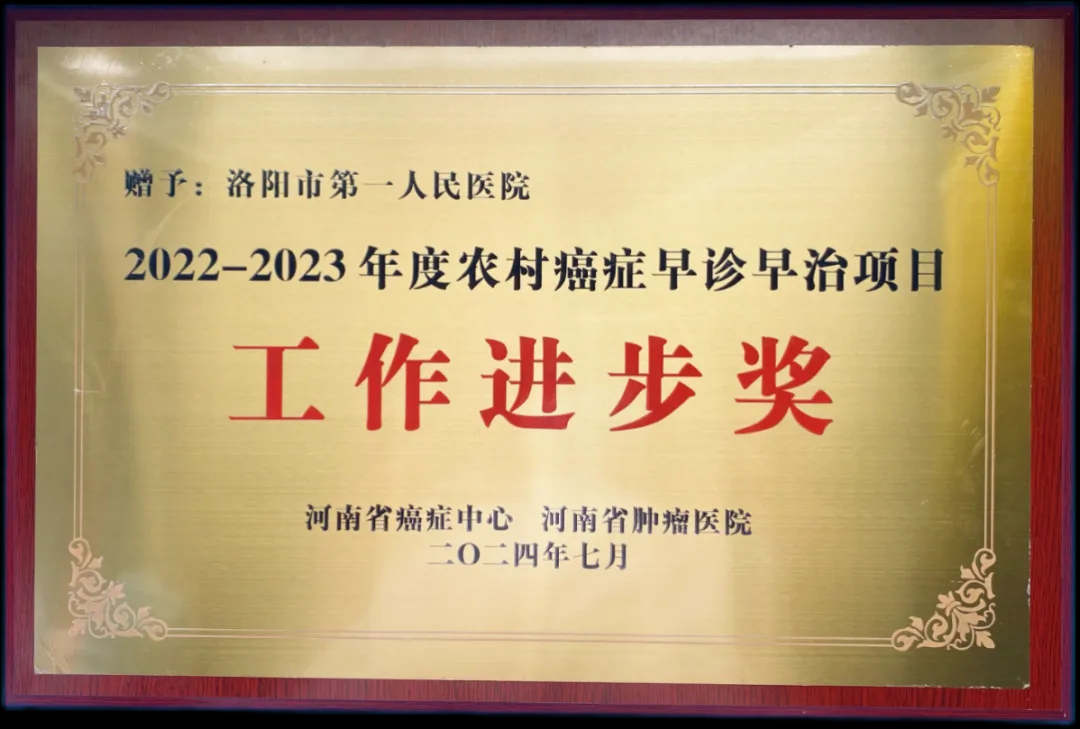 赠予：洛阳市第一人民医院
2022-2023年度农村癌症早诊早治项目
工作进步奖
河南省癌症中心 河南省肿瘤医院
二〇二四年七月